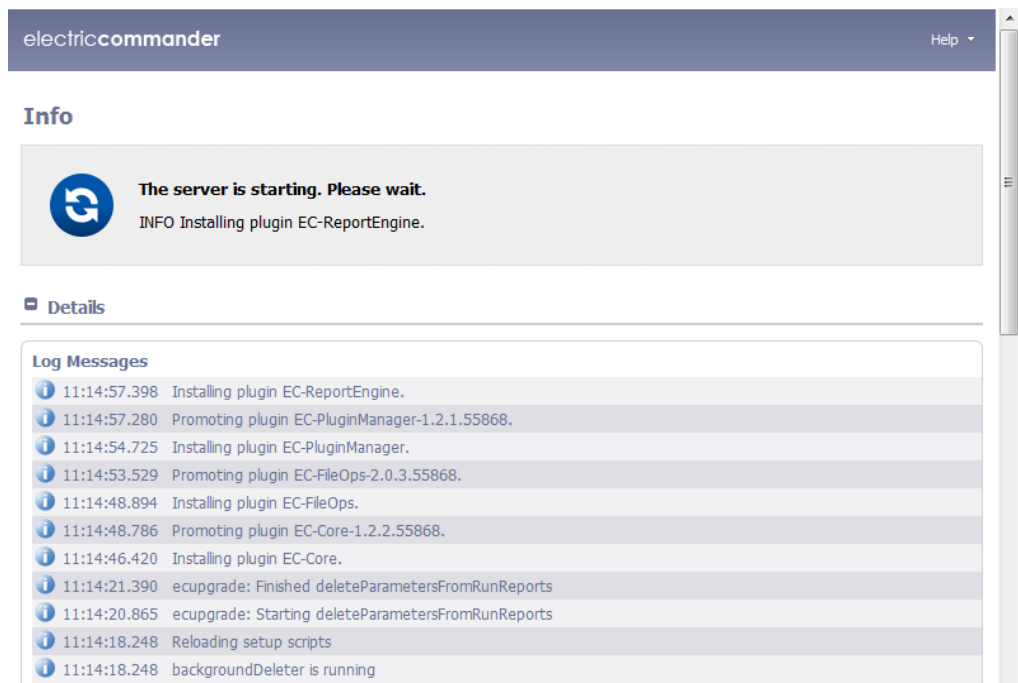 electriccommander
Help
Info
The server is starting. Please wait.
INFO Installing plugin EC-ReportEngine.
Details
Log Messages
11:14:57.398 Installing plugin EC-ReportEngine.
11:14:57.280 Promoting plugin EC-PluginManager-1.2.1.55868.
11:14:54.725 Installing plugin EC-PluginManager.
11:14:53.529 Promoting plugin EC-FileOps-2.0.3.55868.
11:14:48.894 Installing plugin EC-FileOps.
11:14:48.786 Promoting plugin EC-Core-1.2.2.55868.
11:14:46.420 Installing plugin EC-Core.
11:14:21.390 ecupgrade: Finished deleteParametersFromRunReports
11:14:20.865 ecupgrade: Starting deleteParametersFromRunReports
11:14:18.248 Reloading setup scripts
11:14:18.248 backgroundDeleter is running